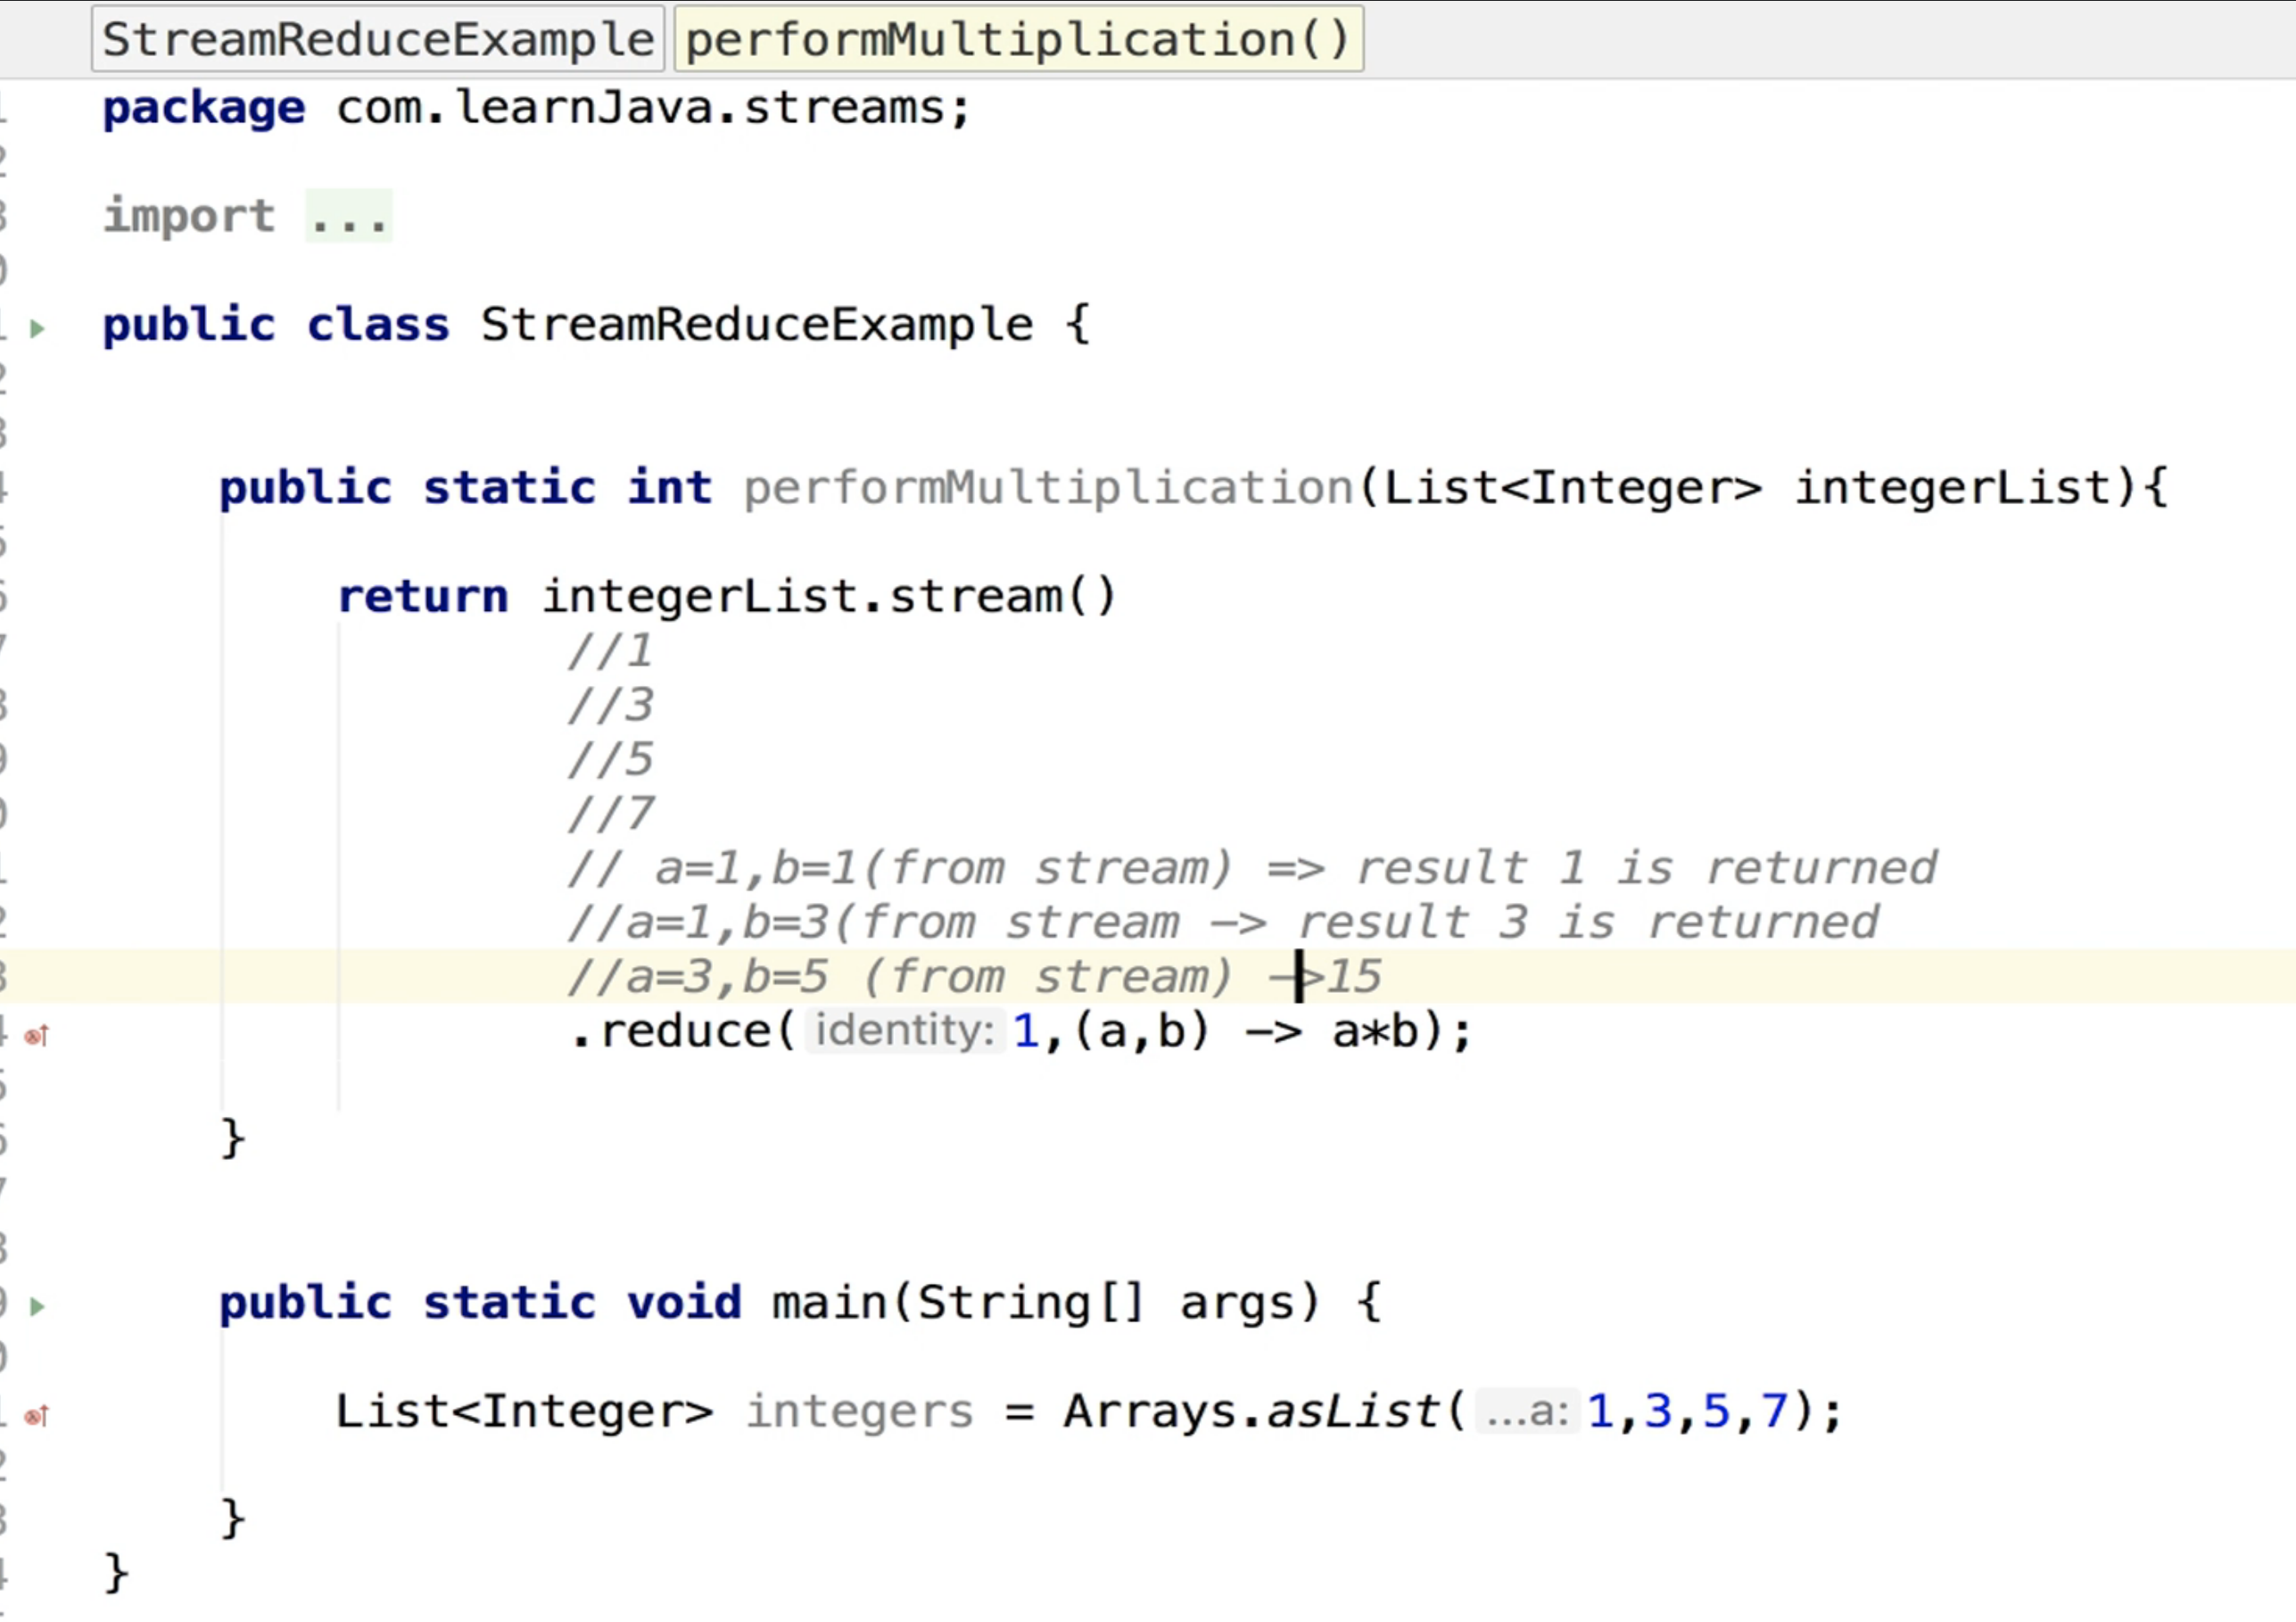 StreamReduceExample performMultiplication()
package com.learnJava.streams;
import ...
public class StreamReduceExample {
public static int performMultiplication(List<Integer> integerList){
return integerList.stream()
//1
//3
//5
//7
// a=1,b=1(from stream) => result 1 is returned
//a=1,b=3(from stream -> result 3 is returned
//a=3,b=5 (from stream) ->15
.reduce( identity: 1,(a,b) -> a*b);
}
public static void main(String[] args) {
List<Integer> integers = Arrays.asList( ...a: 1,3,5,7);
}
}